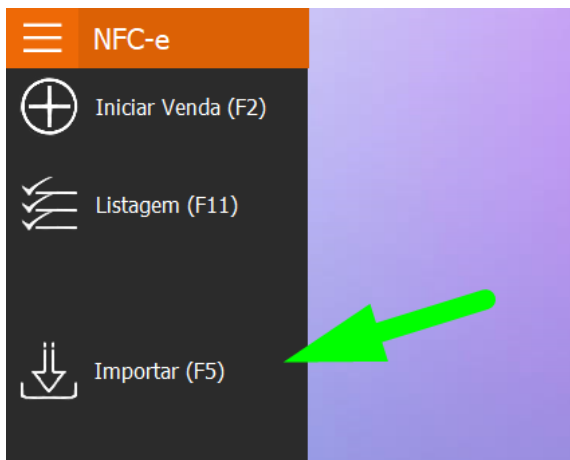 NFC-e
Iniciar Venda (F2)
Listagem (F11)
Importar (F5)